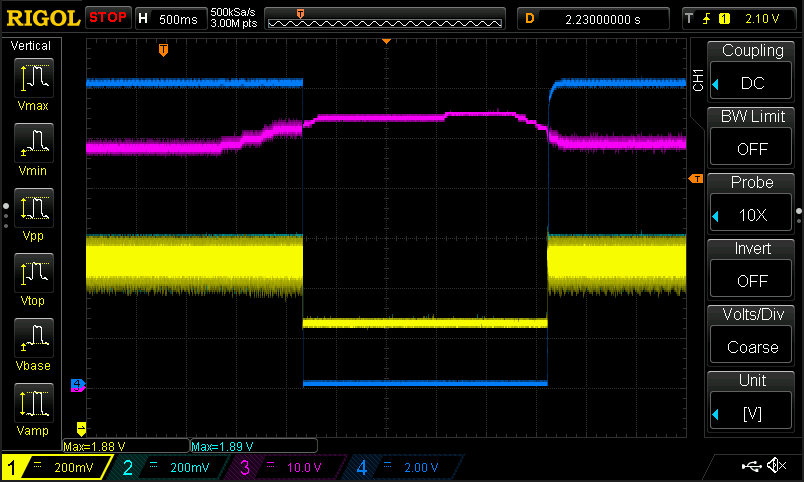 RIGOL STOP H 500ms 500kSa/s 3.00M pts T D 2.23000000 s T 1 2.10 V
Vertical
Vmax
Vmin
Vpp
Vtop
Vbase
Vamp
T
T
4
CH1
Coupling
DC
BW Limit
OFF
Probe
10X
Invert
OFF
Volts/Div
Coarse
Unit
[V]
Max=1.88 V Max=1.89 V
1 200mV 2 200mV 3 10.0 V 4 2.00 V